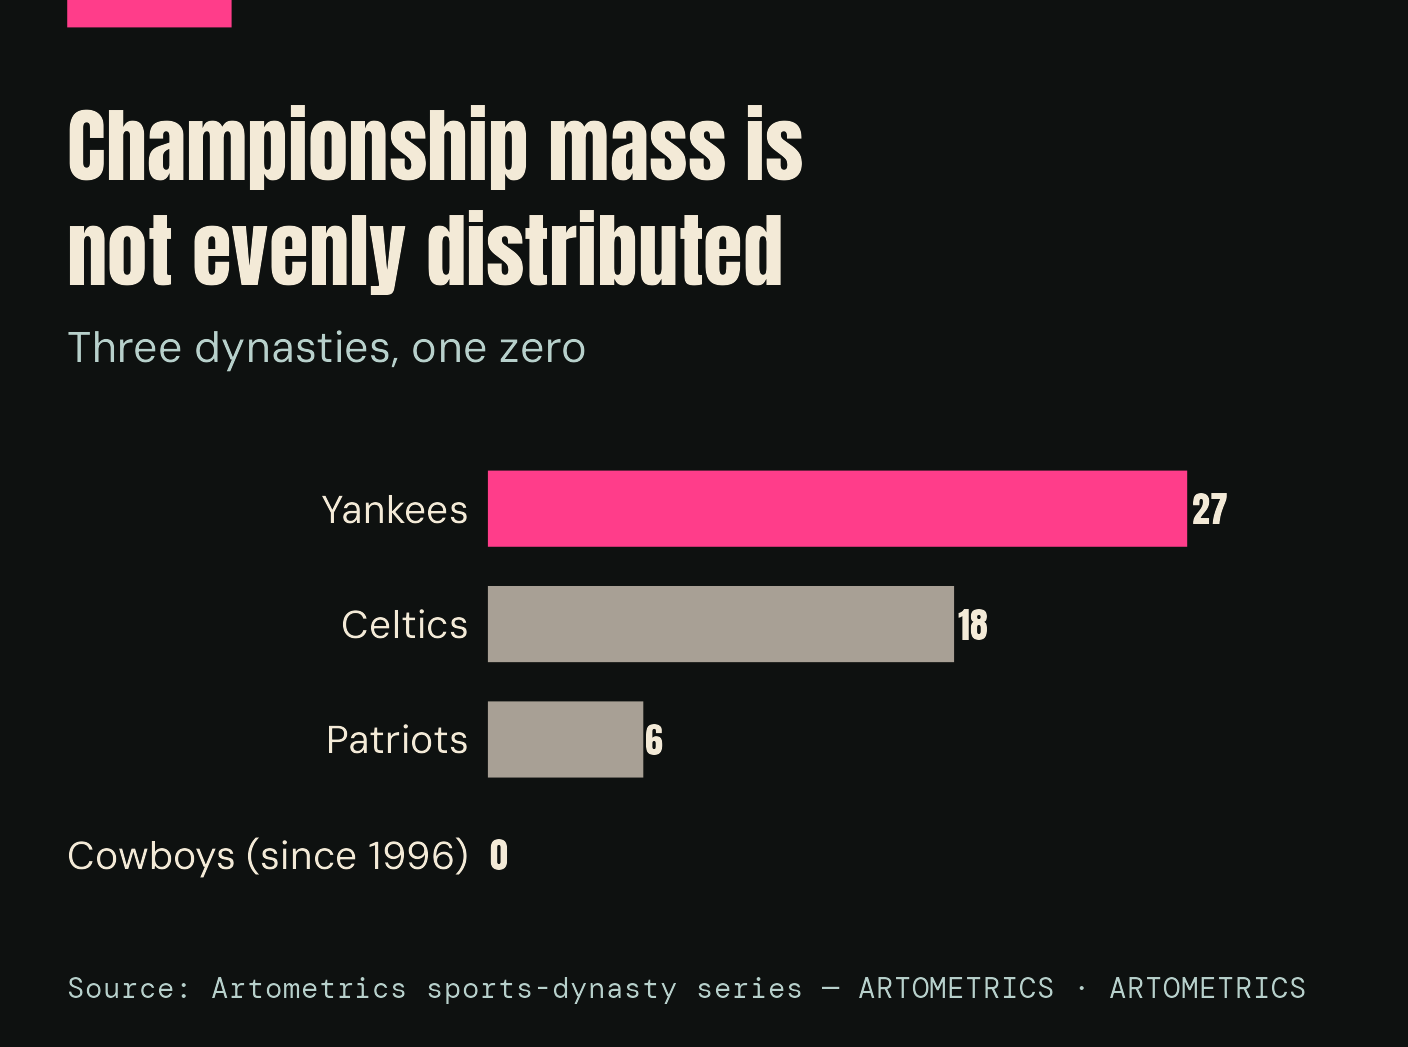 Championship mass is
not evenly distributed
Three dynasties, one zero
Yankees 27
Celtics 18
Patriots 6
Cowboys (since 1996) 0
Source: Artometrics sports-dynasty series — ARTOMETRICS · ARTOMETRICS